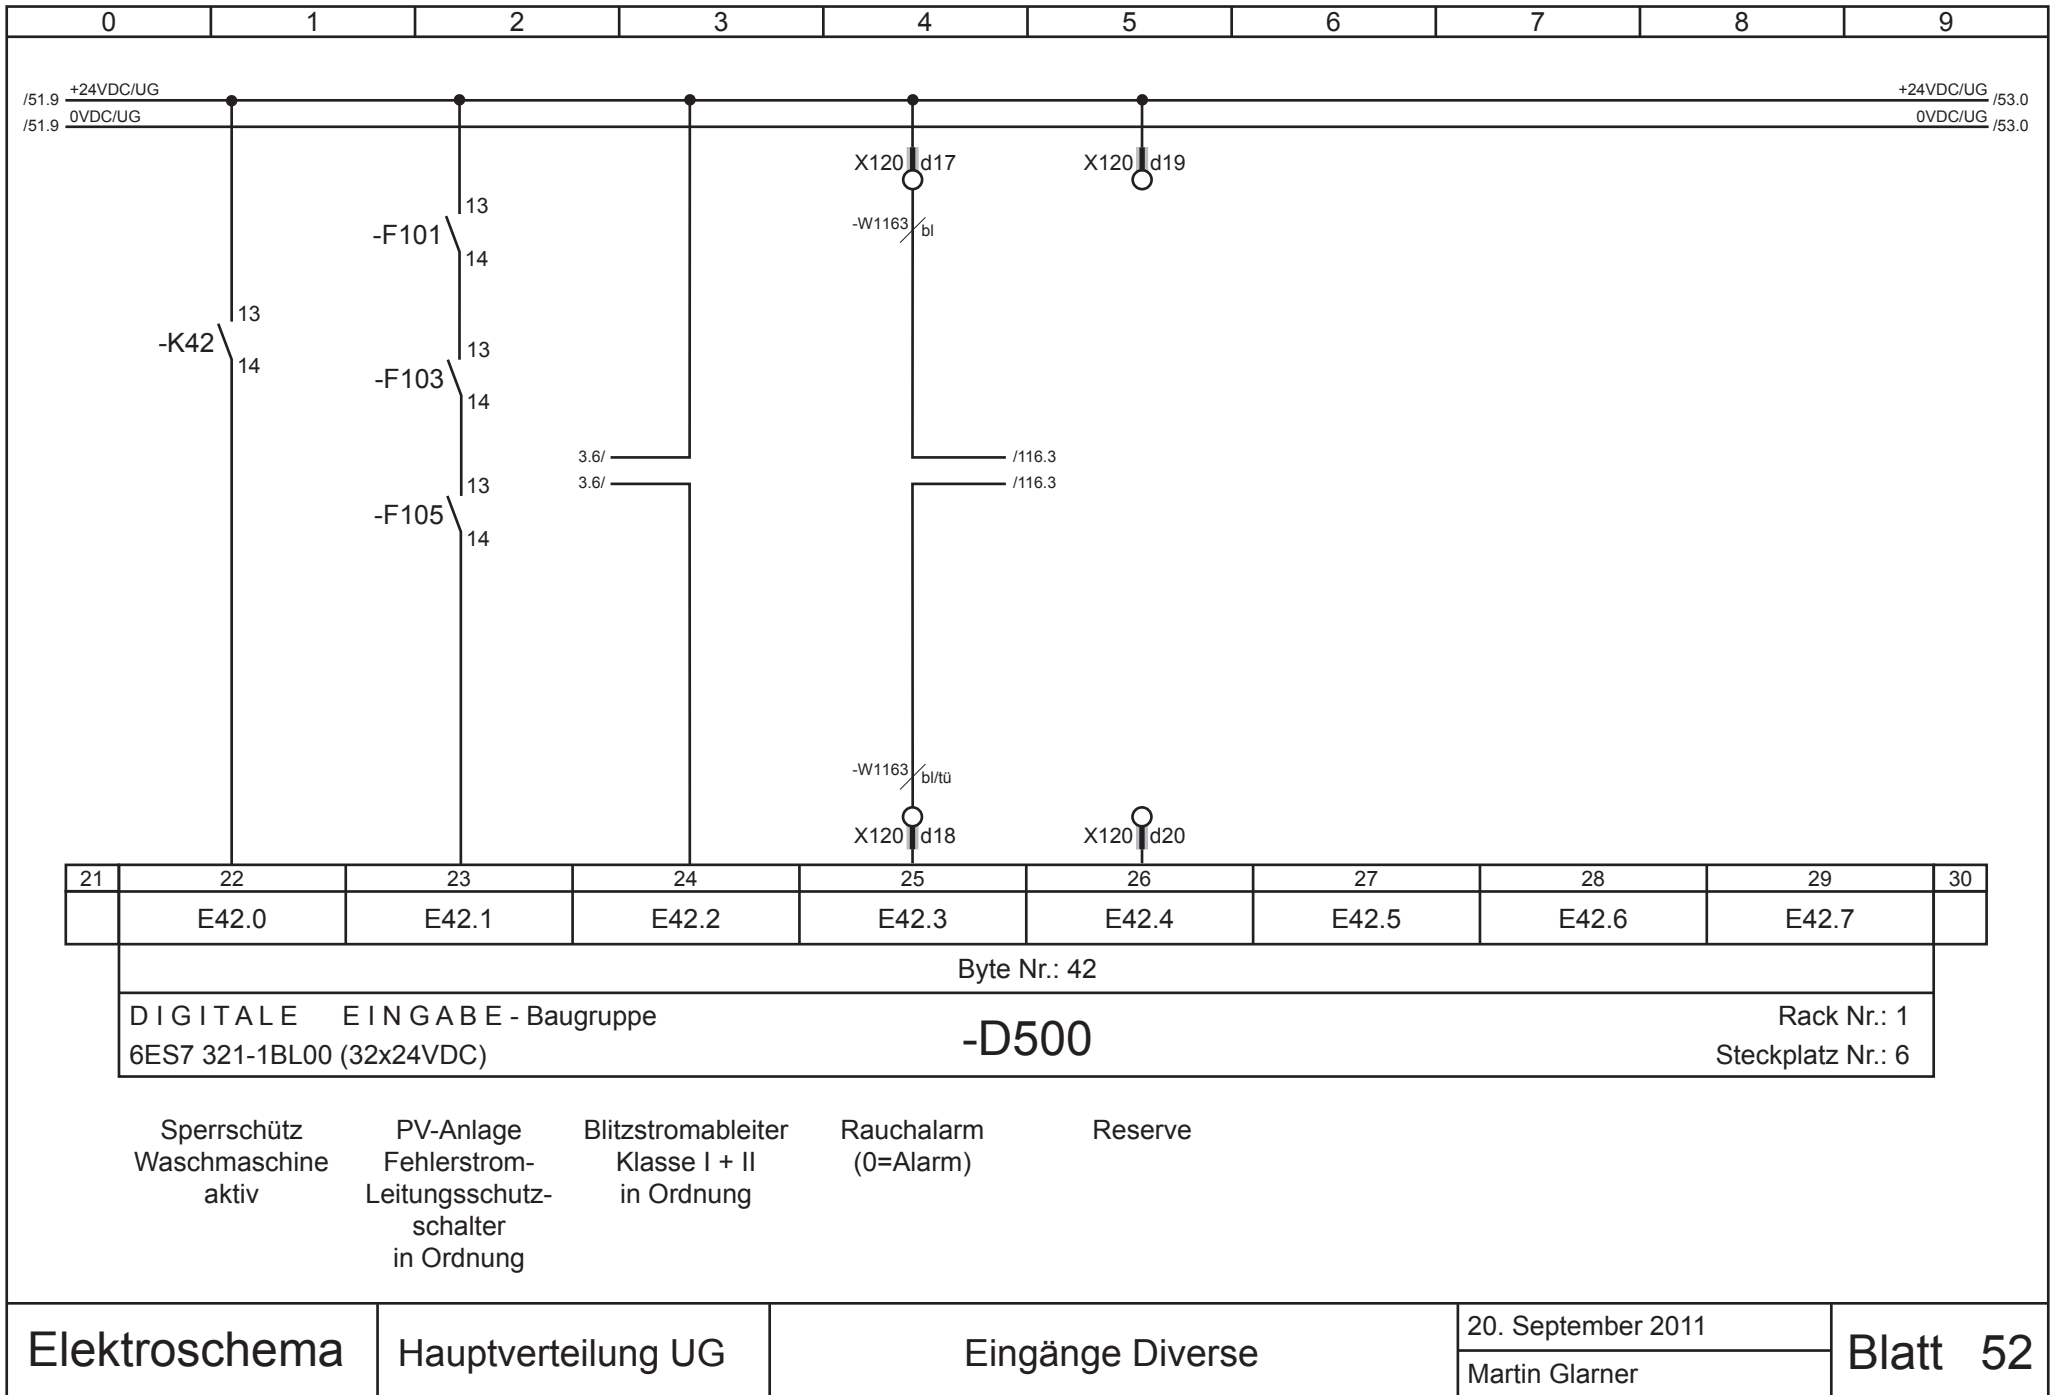 0 1 2 3 4 5 6 7 8 9
/51.9 +24VDC/UG +24VDC/UG /53.0
/51.9 0VDC/UG 0VDC/UG /53.0
X120 d17 X120 d19
13
-W1163 bl
-F101
14
13
-K42
14
13
-F103
14
3.6/ /116.3
3.6/ /116.3
13
-F105
14
-W1163 bl/tü
X120 d18 X120 d20
21 22 23 24 25 26 27 28 29 30
E42.0 E42.1 E42.2 E42.3 E42.4 E42.5 E42.6 E42.7
Byte Nr.: 42
DIGITALE EINGABE - Baugruppe
6ES7 321-1BL00 (32x24VDC)
-D500
Rack Nr.: 1
Steckplatz Nr.: 6
Sperrschütz
Waschmaschine
aktiv
PV-Anlage
Fehlerstrom-
Leitungsschutz-
schalter
in Ordnung
Blitzstromableiter
Klasse I + II
in Ordnung
Rauchalarm
(0=Alarm)
Reserve
Elektroschema
Hauptverteilung UG
Eingänge Diverse
20. September 2011
Martin Glarner
Blatt 52